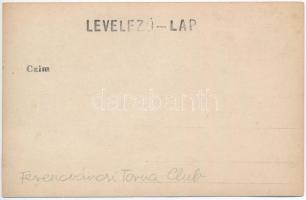 LEVELEZŐ-LAP
Czim
darabanth
Ferencvárosi Torna Club